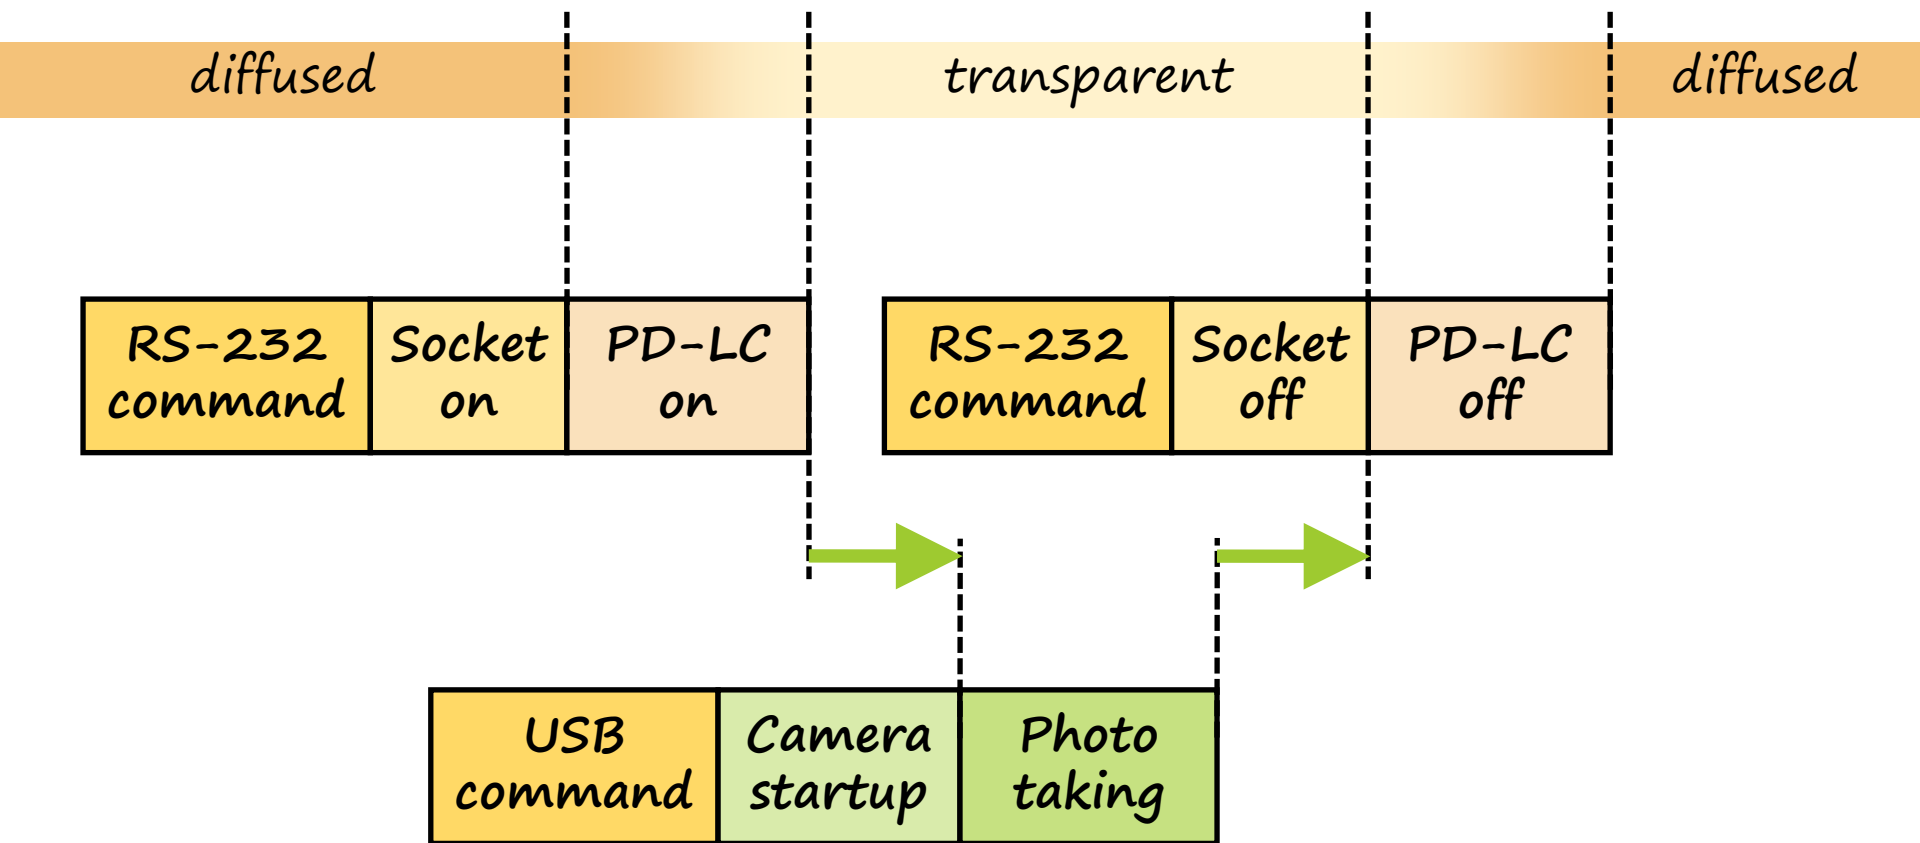 diffused
transparent
diffused
RS-232
command
Socket
on
PD-LC
on
RS-232
command
Socket
off
PD-LC
off
USB
command
Camera
startup
Photo
taking